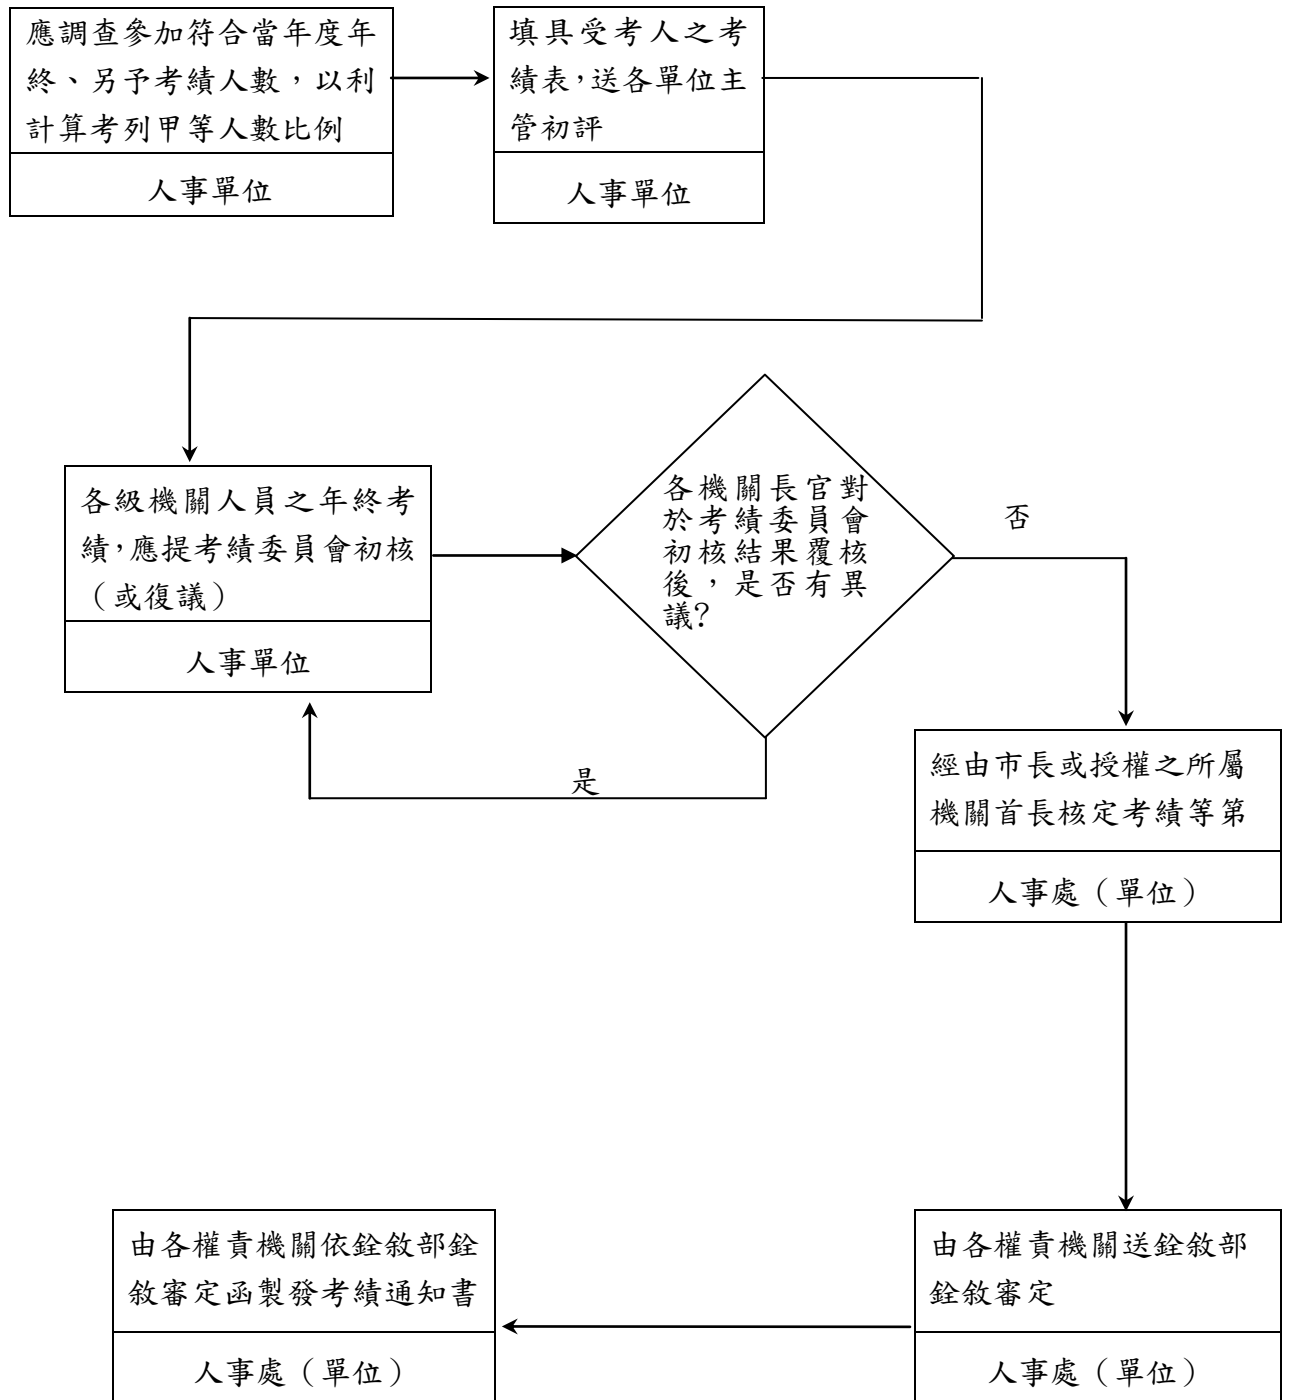 應調查參加符合當年度年
終、另予考績人數，以利
計算考列甲等人數比例
人事單位
填具受考人之考
績表，送各單位主
管初評
人事單位
各級機關人員之年終考
績，應提考績委員會初核
（或復議）
人事單位
各機關長官對
於考績委員會
初核結果覆核
後，是否有異
議?
否
是
經由市長或授權之所屬
機關首長核定考績等第
人事處（單位）
由各權責機關送銓敘部
銓敘審定
人事處（單位）
由各權責機關依銓敘部銓
敘審定函製發考績通知書
人事處（單位）